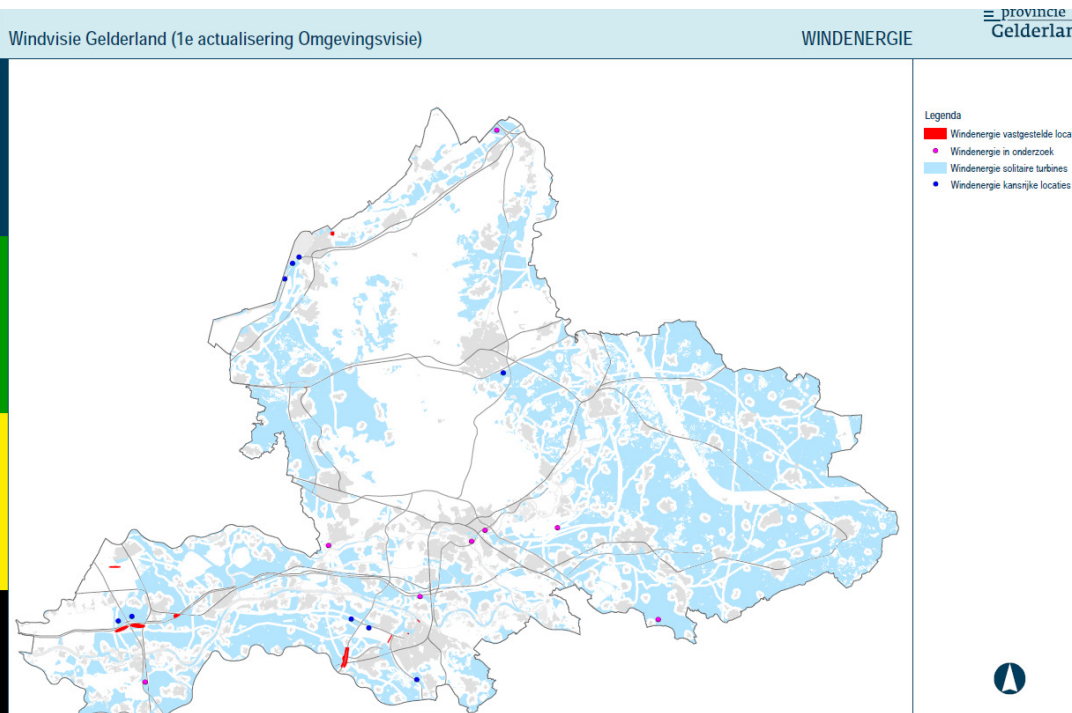 provincie
Windvisie Gelderland (1e actualisering Omgevingsvisie)
WINDENERGIE
Gelderlan
Legenda
Windenergie vastgestelde loca
Windenergie in onderzoek
Windenergie solitaire turbines
Windenergie kansrijke locaties